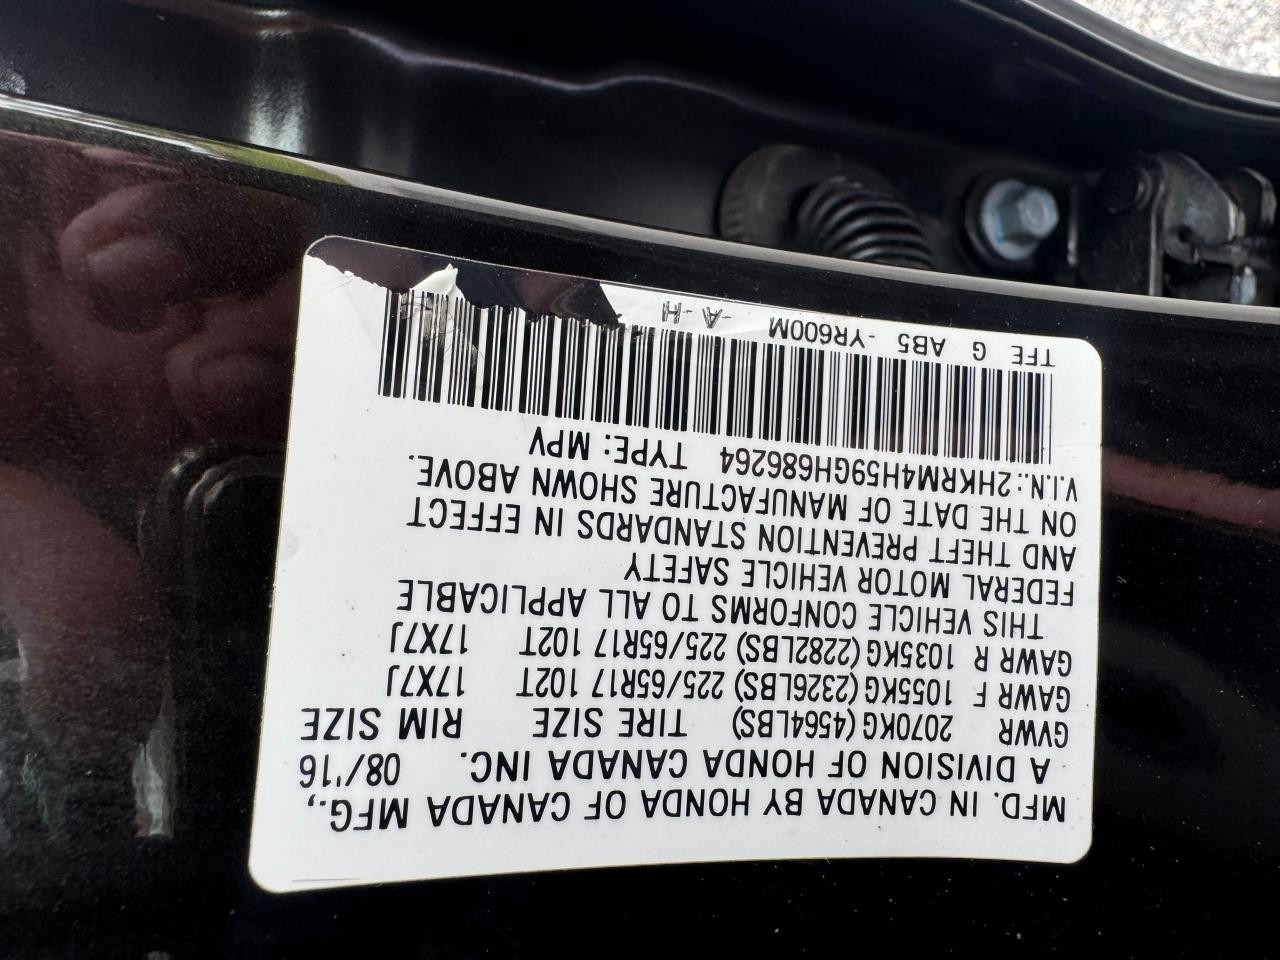 MFD. IN CANADA BY HONDA OF CANADA MFG.,
A DIVISION OF HONDA CANADA INC. 08/'16
GVWR 2070KG (4564LBS) TIRE SIZE RIM SIZE
GAWR F 1055KG (2326LBS) 225/65R17 102T 17X7J
GAWR R 1035KG (2282LBS) 225/65R17 102T 17X7J
THIS VEHICLE CONFORMS TO ALL APPLICABLE
FEDERAL MOTOR VEHICLE SAFETY
AND THEFT PREVENTION STANDARDS IN EFFECT
ON THE DATE OF MANUFACTURE SHOWN ABOVE.
V.I.N.: 2HKRM4H59GH686264 TYPE: MPV
TFE G AB5 -YR600M -A -H